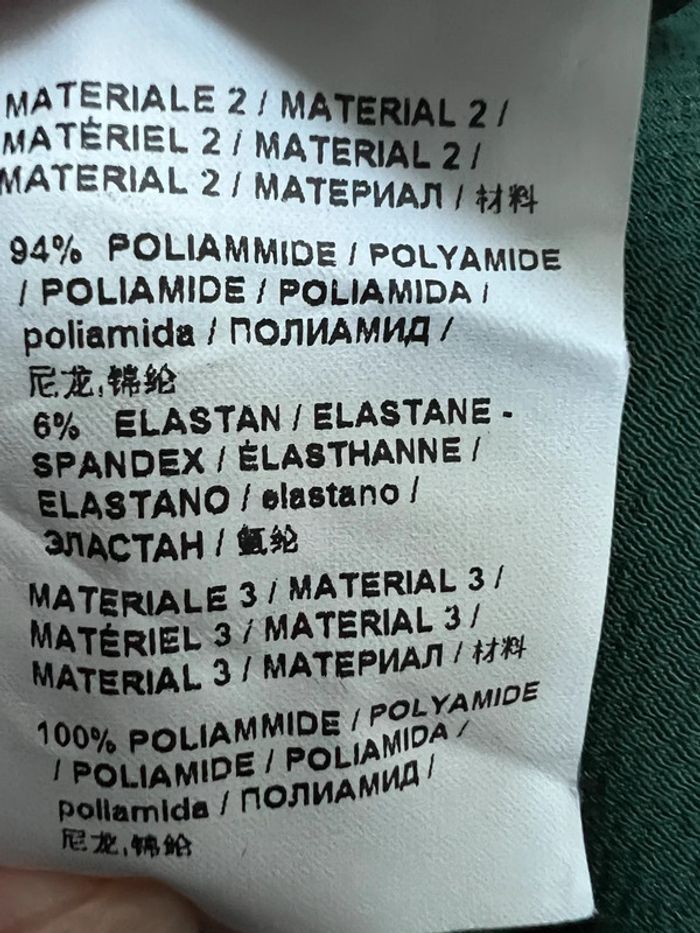 MATERIALE 2 / MATERIAL 2 /
MATÉRIEL 2 / MATERIAL 2 /
MATERIAL 2 / МАТЕРИАЛ / 材料
94% POLIAMMIDE / POLYAMIDE
/ POLIAMIDE / POLIAMIDA /
poliamida / ПОЛИАМИД /
尼龙,锦纶
6% ELASTAN / ELASTANE -
SPANDEX / ÉLASTHANNE /
ELASTANO / elastano /
ЭЛАСТАН / 氨纶
MATERIALE 3 / MATERIAL 3 /
MATÉRIEL 3 / MATERIAL 3 /
MATERIAL 3 / МАТЕРИАЛ / 材料
100% POLIAMMIDE / POLYAMIDE
/ POLIAMIDE / POLIAMIDA /
poliamida / ПОЛИАМИД /
尼龙,锦纶